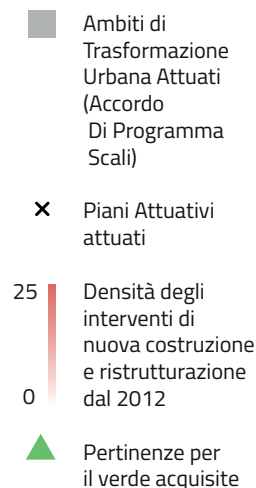 Ambiti di
Trasformazione
Urbana Attuati
(Accordo
Di Programma
Scali)
Piani Attuativi
attuati
25
0
Densità degli
interventi di
nuova costruzione
e ristrutturazione
dal 2012
Pertinenze per
il verde acquisite